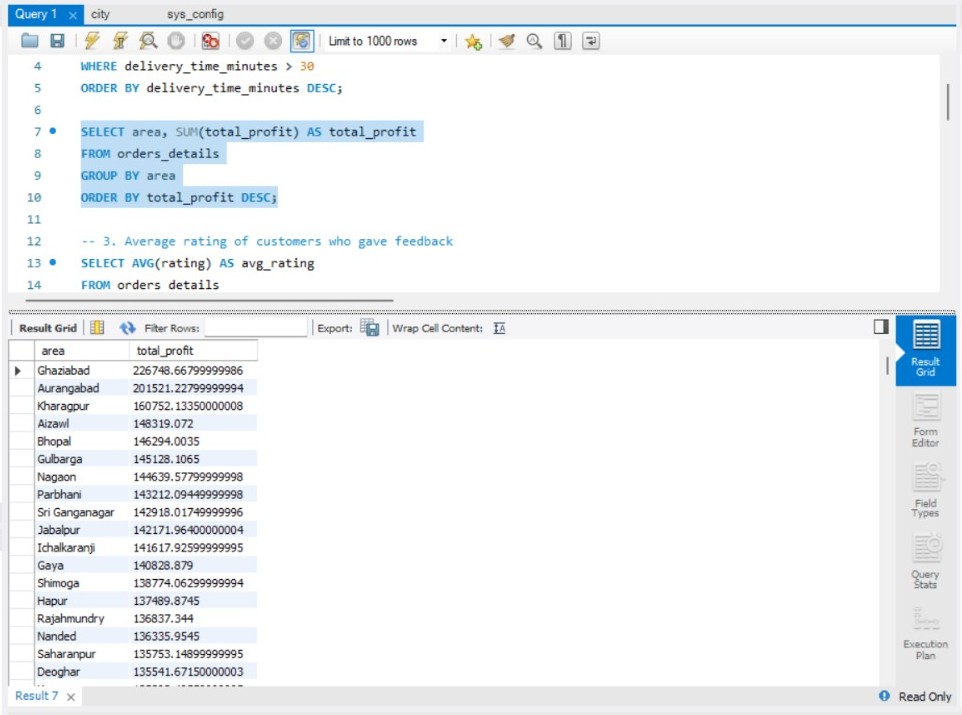 Query 1 × city sys_config
Limit to 1000 rows
4 WHERE delivery_time_minutes > 30
5 ORDER BY delivery_time_minutes DESC;
6
7 SELECT area, SUM(total_profit) AS total_profit
8 FROM orders_details
9 GROUP BY area
10 ORDER BY total_profit DESC;
11
12 -- 3. Average rating of customers who gave feedback
13 SELECT AVG(rating) AS avg_rating
14 FROM orders details
Result Grid Filter Rows: Export: Wrap Cell Content: IA
area total_profit
Ghaziabad 226748.66799999986
Aurangabad 201521.22799999994
Kharagpur 160752.13350000008
Aizawl 148319.072
Bhopal 146294.0035
Gulbarga 145128.1065
Nagaon 144639.57799999998
Parbhani 143212.09449999998
Sri Ganganagar 142918.01749999996
Jabalpur 142171.96400000004
Ichalkaranji 141617.92599999995
Gaya 140828.879
Shimoga 138774.06299999994
Hapur 137489.8745
Rajahmundry 136837.344
Nanded 136335.9545
Saharanpur 135753.14899999995
Deoghar 135541.67150000003
Result
Grid
Form
Editor
Field
Types
Query
Stats
Execution
Plan
Result 7 × Read Only